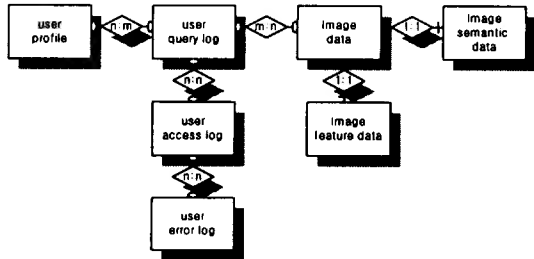 user
profile
n:m
user
query log
m:n
Image
data
1:1
Image
semantic
data
n:n
1:1
user
access log
Image
feature data
n:n
user
error log